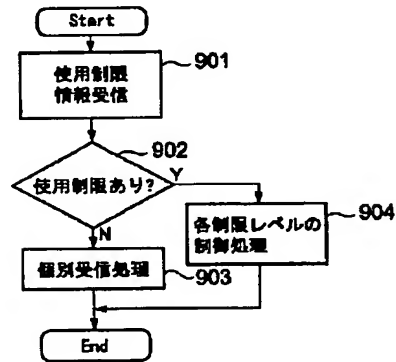 Start
使用制限
情報受信
901
902
使用制限あり?
Y
N
各制限レベルの
制御処理
904
個別受信処理
903
End